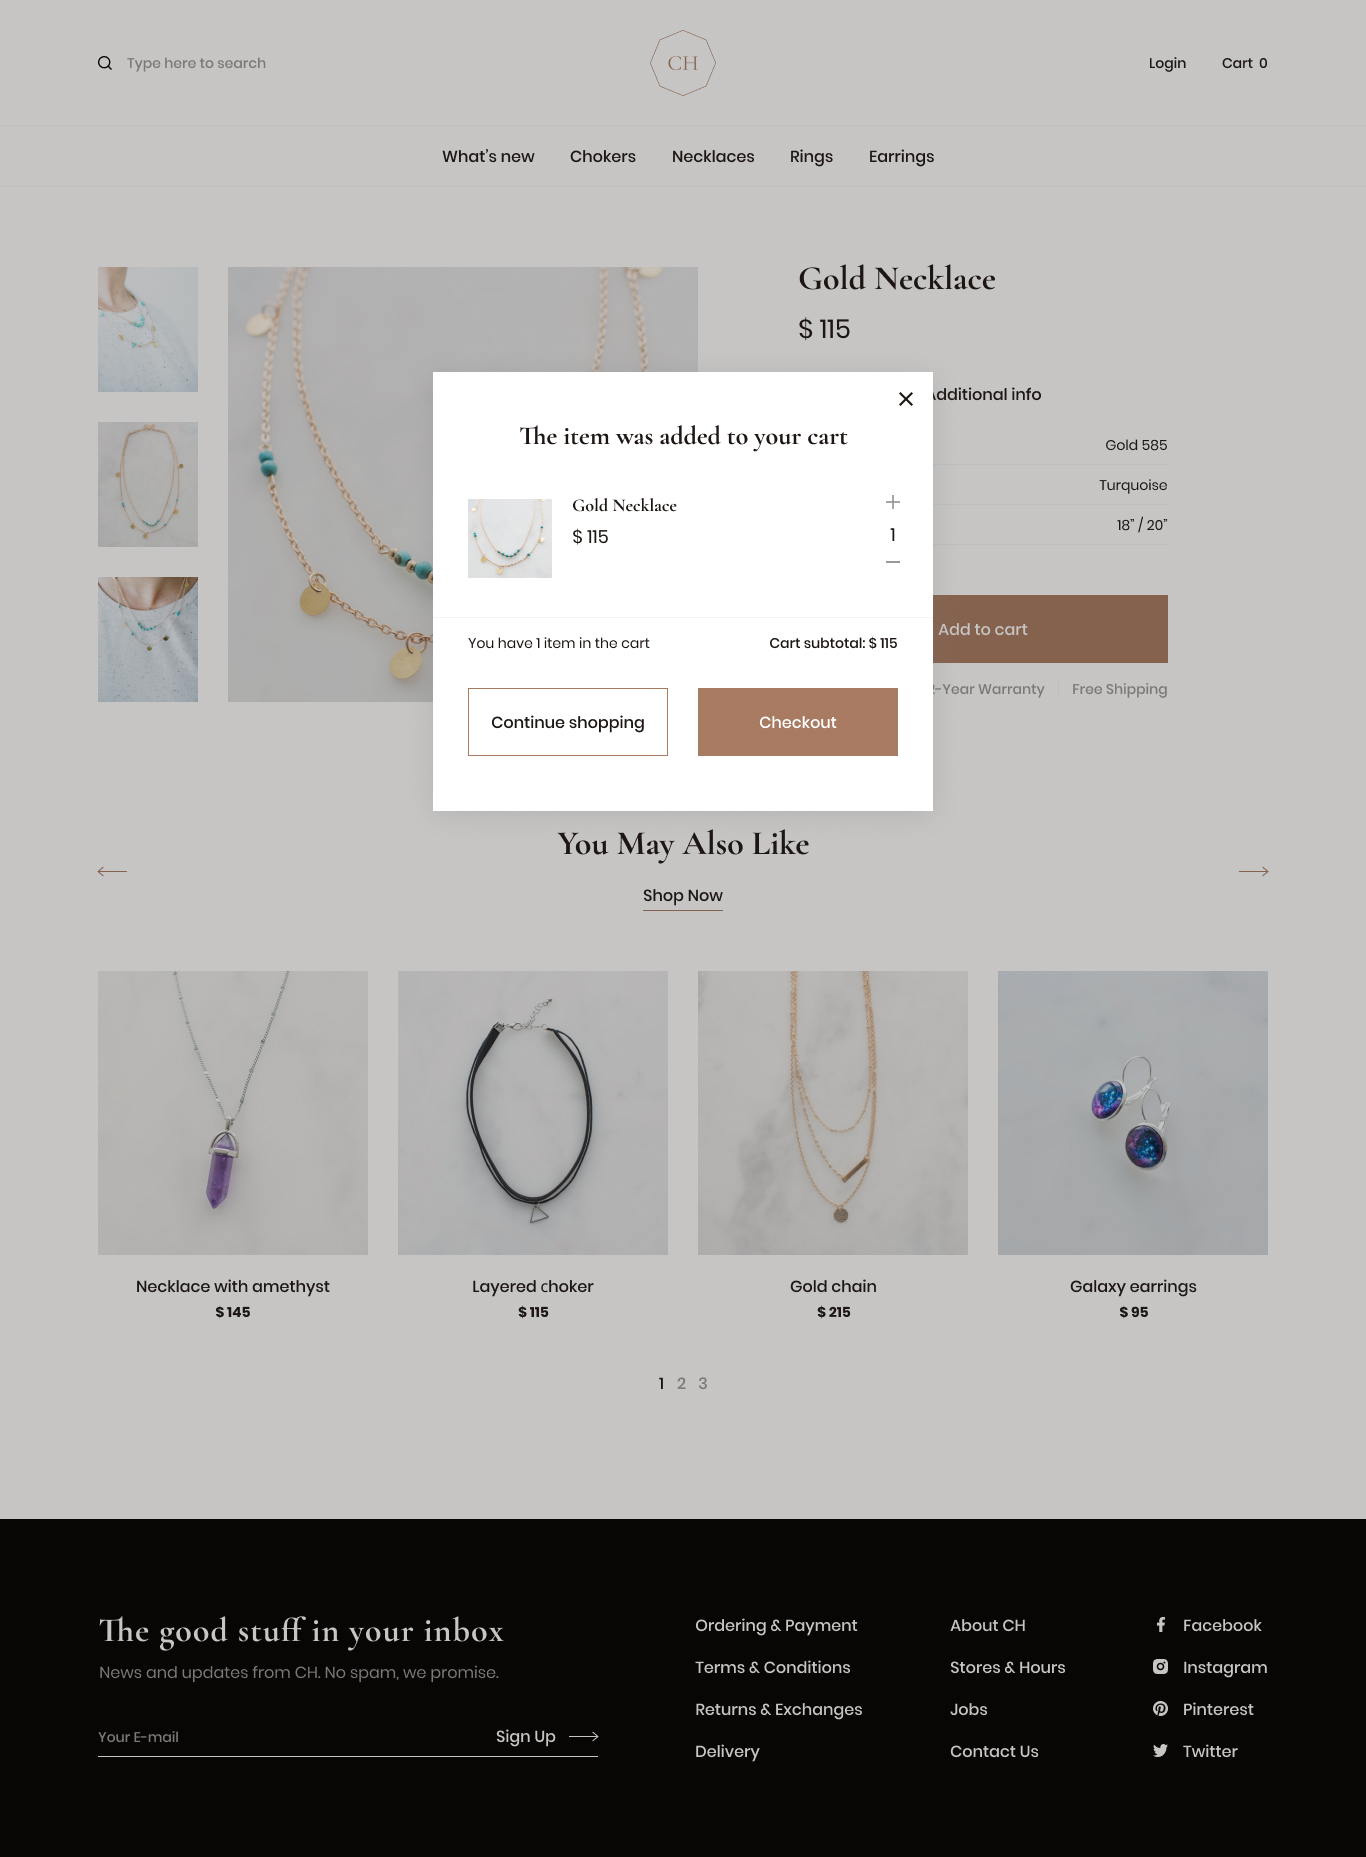 Type here to search
CH
Login
Cart 0
What's new
Chokers
Necklaces
Rings
Earrings
Gold Necklace
$ 115
Additional info
Gold 585
Turquoise
18" / 20"
Add to cart
2-Year Warranty
Free Shipping
The item was added to your cart
Gold Necklace
$ 115
1
You have 1 item in the cart
Cart subtotal: $ 115
Continue shopping
Checkout
You May Also Like
Shop Now
Necklace with amethyst
$ 145
Layered choker
$ 115
Gold chain
$ 215
Galaxy earrings
$ 95
1 2 3
The good stuff in your inbox
News and updates from CH. No spam, we promise.
Your E-mail
Sign Up
Ordering & Payment
Terms & Conditions
Returns & Exchanges
Delivery
About CH
Stores & Hours
Jobs
Contact Us
Facebook
Instagram
Pinterest
Twitter